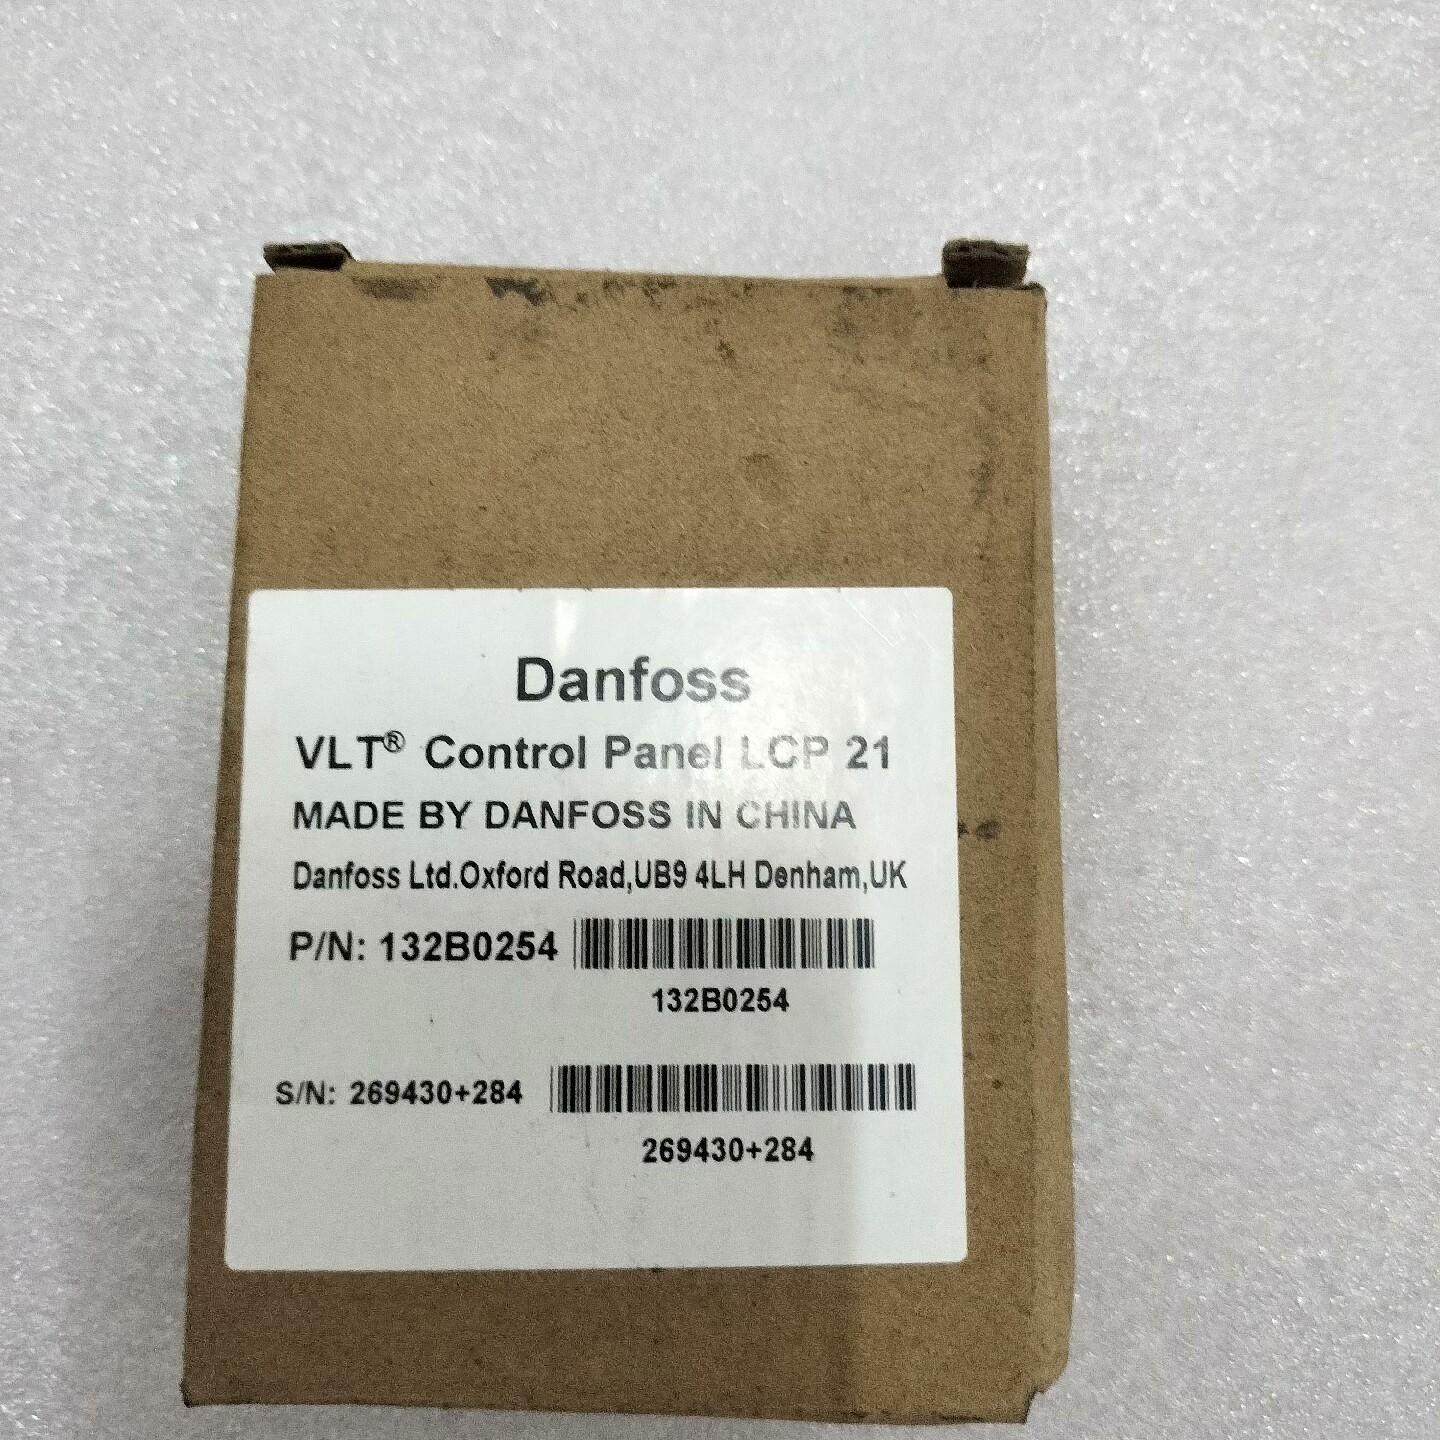 Danfoss
VLT® Control Panel LCP 21
MADE BY DANFOSS IN CHINA
Danfoss Ltd.Oxford Road,UB9 4LH Denham,UK
P/N: 132B0254
132B0254
S/N: 269430+284
269430+284